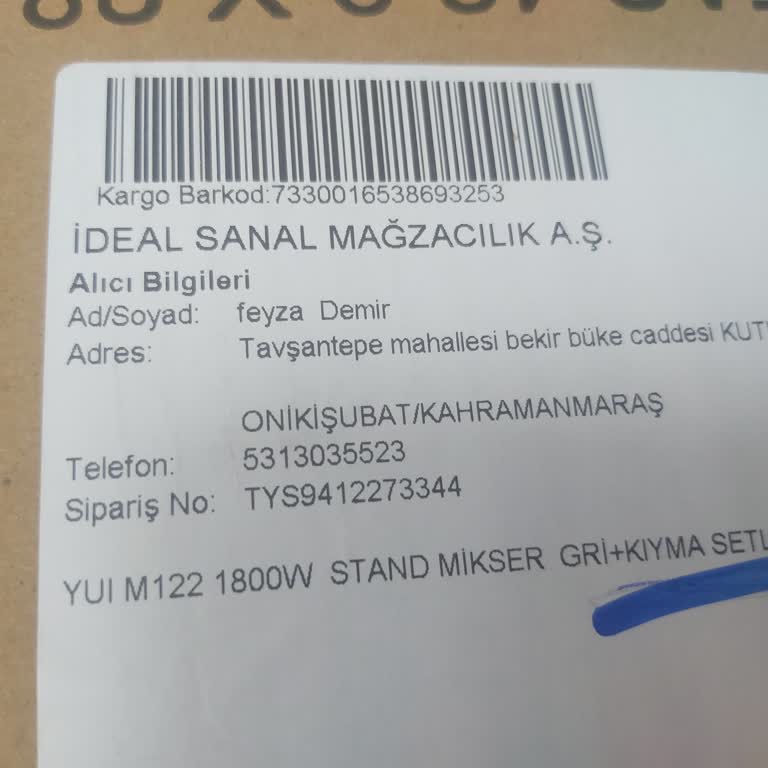 Kargo Barkod:7330016538693253
İDEAL SANAL MAĞZACILIK A.Ş.
Alıcı Bilgileri
Ad/Soyad: feyza Demir
Adres: Tavşantepe mahallesi bekir büke caddesi
ONİKİŞUBAT/KAHRAMANMARAŞ
Telefon: 5313035523
Sipariş No: TYS9412273344
YUI M122 1800W STAND MİKSER GRİ+KIYMA